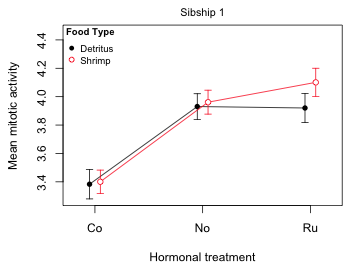 Sibship 1
Food Type
Detritus
Shrimp
Mean mitotic activity
4.4
4.2
4.0
3.8
3.6
3.4
Co No Ru
Hormonal treatment